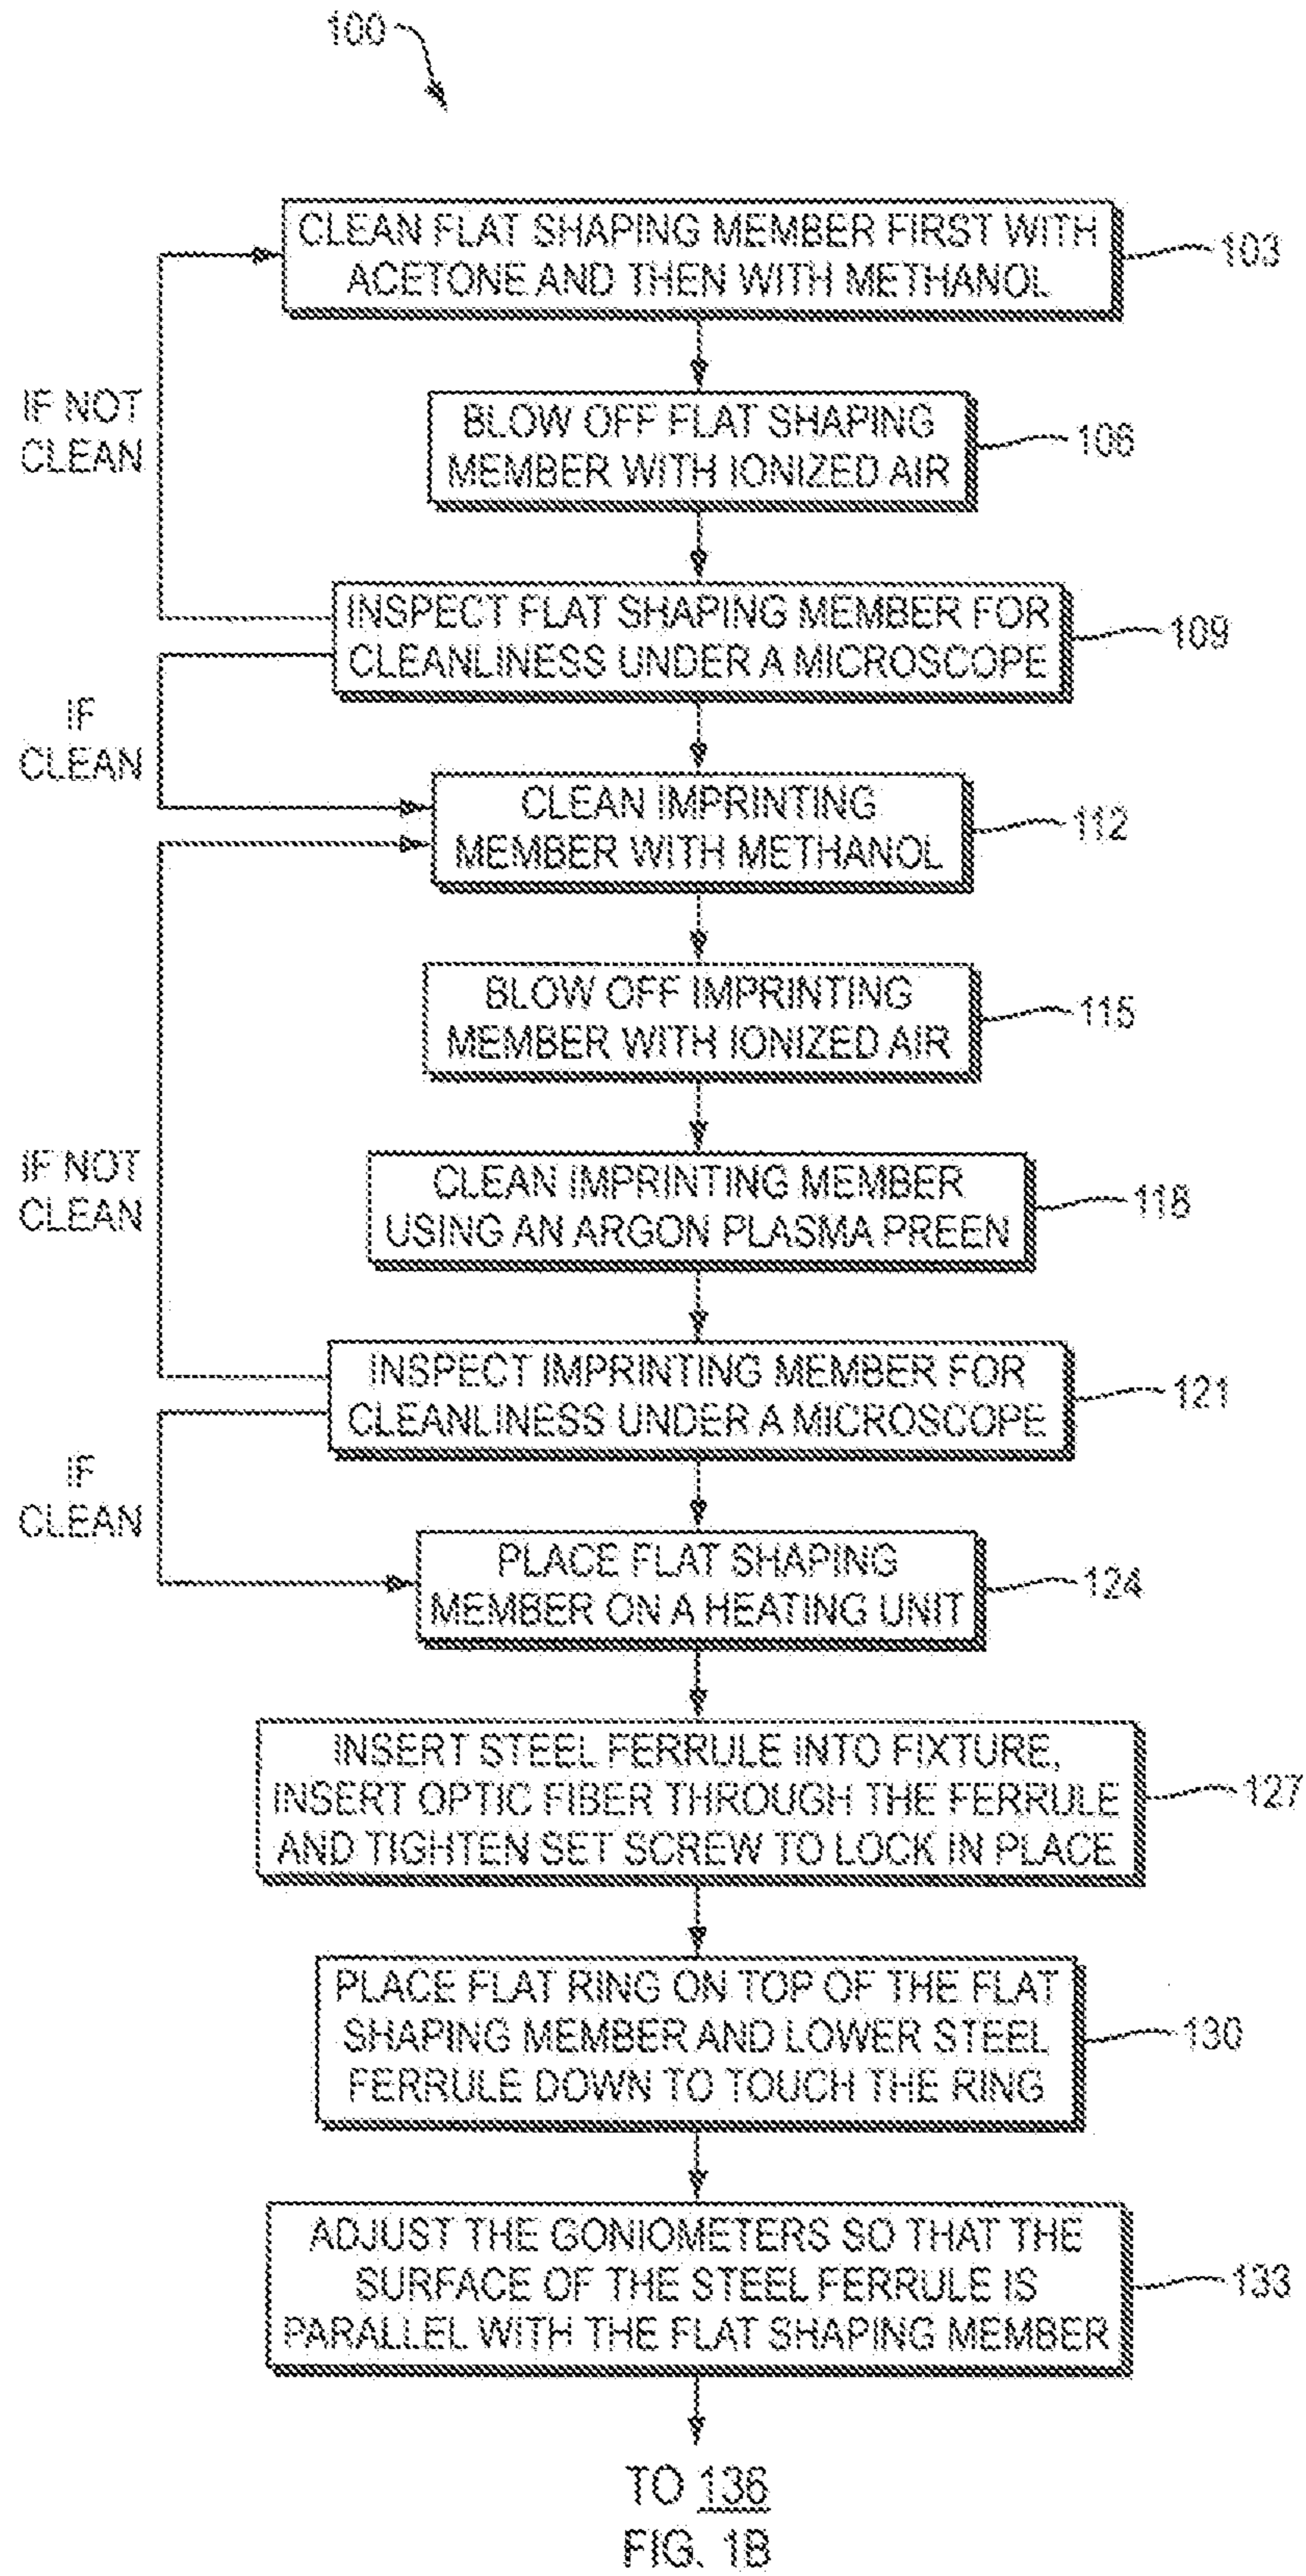 100
CLEAN FLAT SHAPING MEMBER FIRST WITH
ACETONE AND THEN WITH METHANOL
103
IF NOT
CLEAN
BLOW OFF FLAT SHAPING
MEMBER WITH IONIZED AIR
106
INSPECT FLAT SHAPING MEMBER FOR
CLEANLINESS UNDER A MICROSCOPE
109
IF
CLEAN
CLEAN IMPRINTING
MEMBER WITH METHANOL
112
BLOW OFF IMPRINTING
MEMBER WITH IONIZED AIR
115
IF NOT
CLEAN
CLEAN IMPRINTING MEMBER
USING AN ARGON PLASMA PREEN
118
INSPECT IMPRINTING MEMBER FOR
CLEANLINESS UNDER A MICROSCOPE
121
IF
CLEAN
PLACE FLAT SHAPING
MEMBER ON A HEATING UNIT
124
INSERT STEEL FERRULE INTO FIXTURE,
INSERT OPTIC FIBER THROUGH THE FERRULE
AND TIGHTEN SET SCREW TO LOCK IN PLACE
127
PLACE FLAT RING ON TOP OF THE FLAT
SHAPING MEMBER AND LOWER STEEL
FERRULE DOWN TO TOUCH THE RING
130
ADJUST THE GONIOMETERS SO THAT THE
SURFACE OF THE STEEL FERRULE IS
PARALLEL WITH THE FLAT SHAPING MEMBER
133
TO 136
FIG. 1B